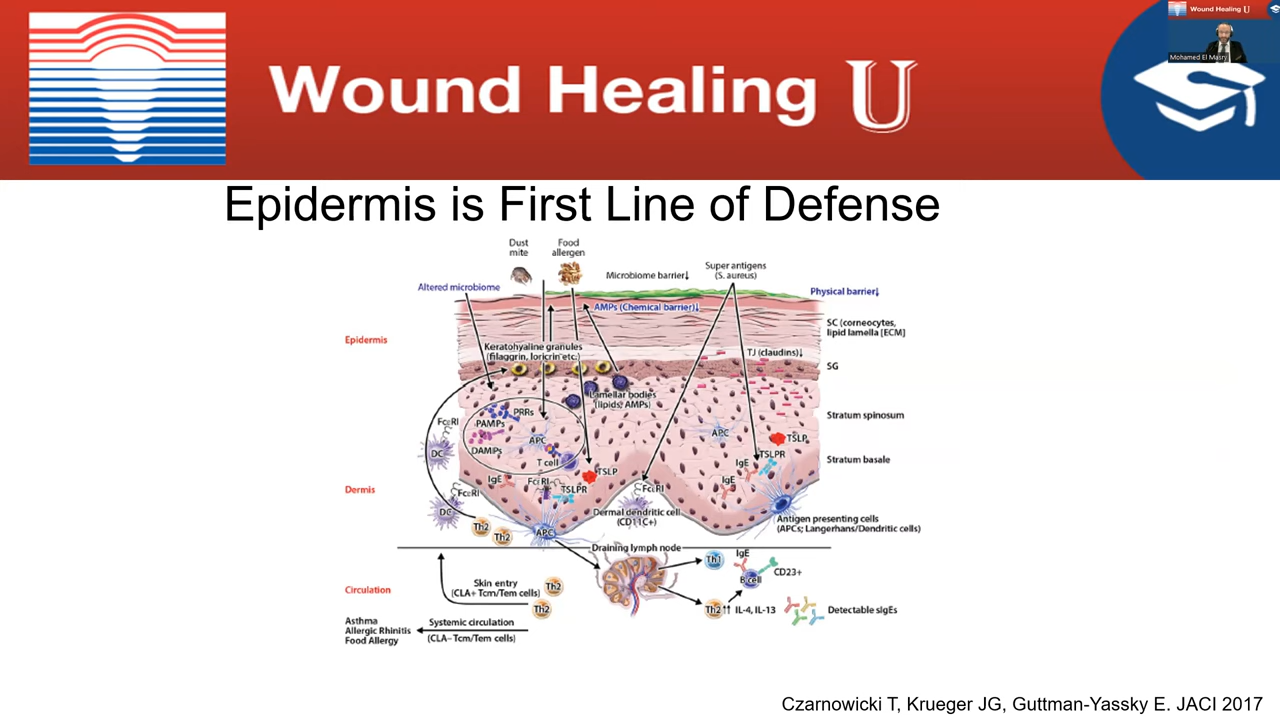 Wound Healing U
Wound Healing U
Mohamed El Masry
Epidermis is First Line of Defense
Dust
mite
Food
allergen
Microbiome barrier↓
Super antigens
(S. aureus)
Altered microbiome
AMPs (Chemical barrier)↓
Physical barrier↓
SC (corneocytes,
lipid lamella [ECM]
Epidermis
Keratohyaline granules
(filaggrin, loricrin etc.)
TJ (claudins)↓
SG
Lamellar bodies
(lipids, AMPs)
Stratum spinosum
FcεRI
PRRs
PAMPs
APC
APC
TSLP
DC
DAMPs
T cell
TSLPR
IgE
Stratum basale
TSLP
IgE
FcεRI
TSLPR
FcεRI
IgE
Dermis
FcεRI
DC
Dermal dendritic cell
(CD11C+)
Th2
Th2
APC
Antigen presenting cells
(APCs; Langerhans/Dendritic cells)
Draining lymph node
Th1
IgE
CD23+
B cell
Circulation
Skin entry
(CLA+ Tcm/Tem cells)
Th2
Th2
Th2↑↑ IL-4, IL-13
Detectable sIgEs
Asthma
Allergic Rhinitis
Food Allergy
Systemic circulation
(CLA– Tcm/Tem cells)
Czarnowicki T, Krueger JG, Guttman-Yassky E. JACI 2017